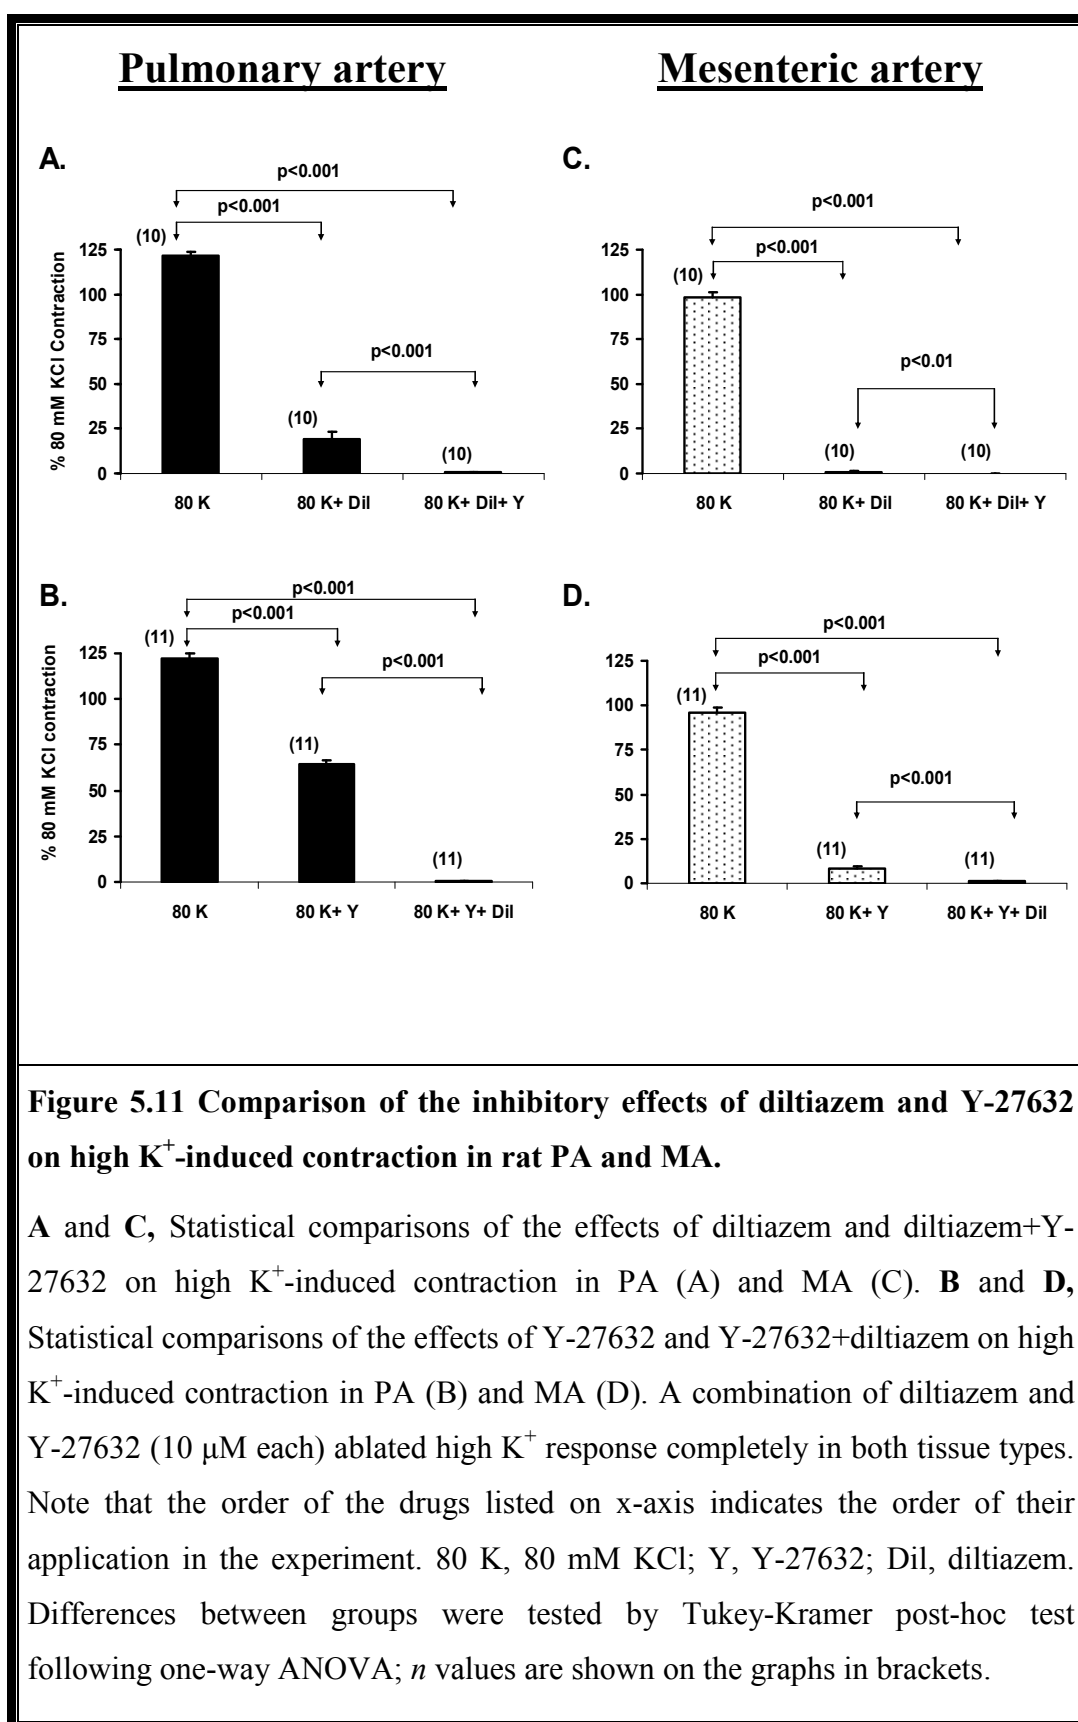 Pulmonary artery
Mesenteric artery
A.
p<0.001
p<0.001
p<0.001
(10)
(10)
(10)
% 80 mM KCl Contraction
125
100
75
50
25
0
80 K
80 K+ Dil
80 K+ Dil+ Y
C.
p<0.001
p<0.001
p<0.01
(10)
(10)
(10)
125
100
75
50
25
0
80 K
80 K+ Dil
80 K+ Dil+ Y
B.
p<0.001
p<0.001
p<0.001
(11)
(11)
(11)
% 80 mM KCl contraction
125
100
75
50
25
0
80 K
80 K+ Y
80 K+ Y+ Dil
D.
p<0.001
p<0.001
p<0.001
(11)
(11)
(11)
125
100
75
50
25
0
80 K
80 K+ Y
80 K+ Y+ Dil
Figure 5.11 Comparison of the inhibitory effects of diltiazem and Y-27632
on high K⁺-induced contraction in rat PA and MA.
A and C, Statistical comparisons of the effects of diltiazem and diltiazem+Y-
27632 on high K⁺-induced contraction in PA (A) and MA (C). B and D,
Statistical comparisons of the effects of Y-27632 and Y-27632+diltiazem on high
K⁺-induced contraction in PA (B) and MA (D). A combination of diltiazem and
Y-27632 (10 μM each) ablated high K⁺ response completely in both tissue types.
Note that the order of the drugs listed on x-axis indicates the order of their
application in the experiment. 80 K, 80 mM KCl; Y, Y-27632; Dil, diltiazem.
Differences between groups were tested by Tukey-Kramer post-hoc test
following one-way ANOVA; n values are shown on the graphs in brackets.